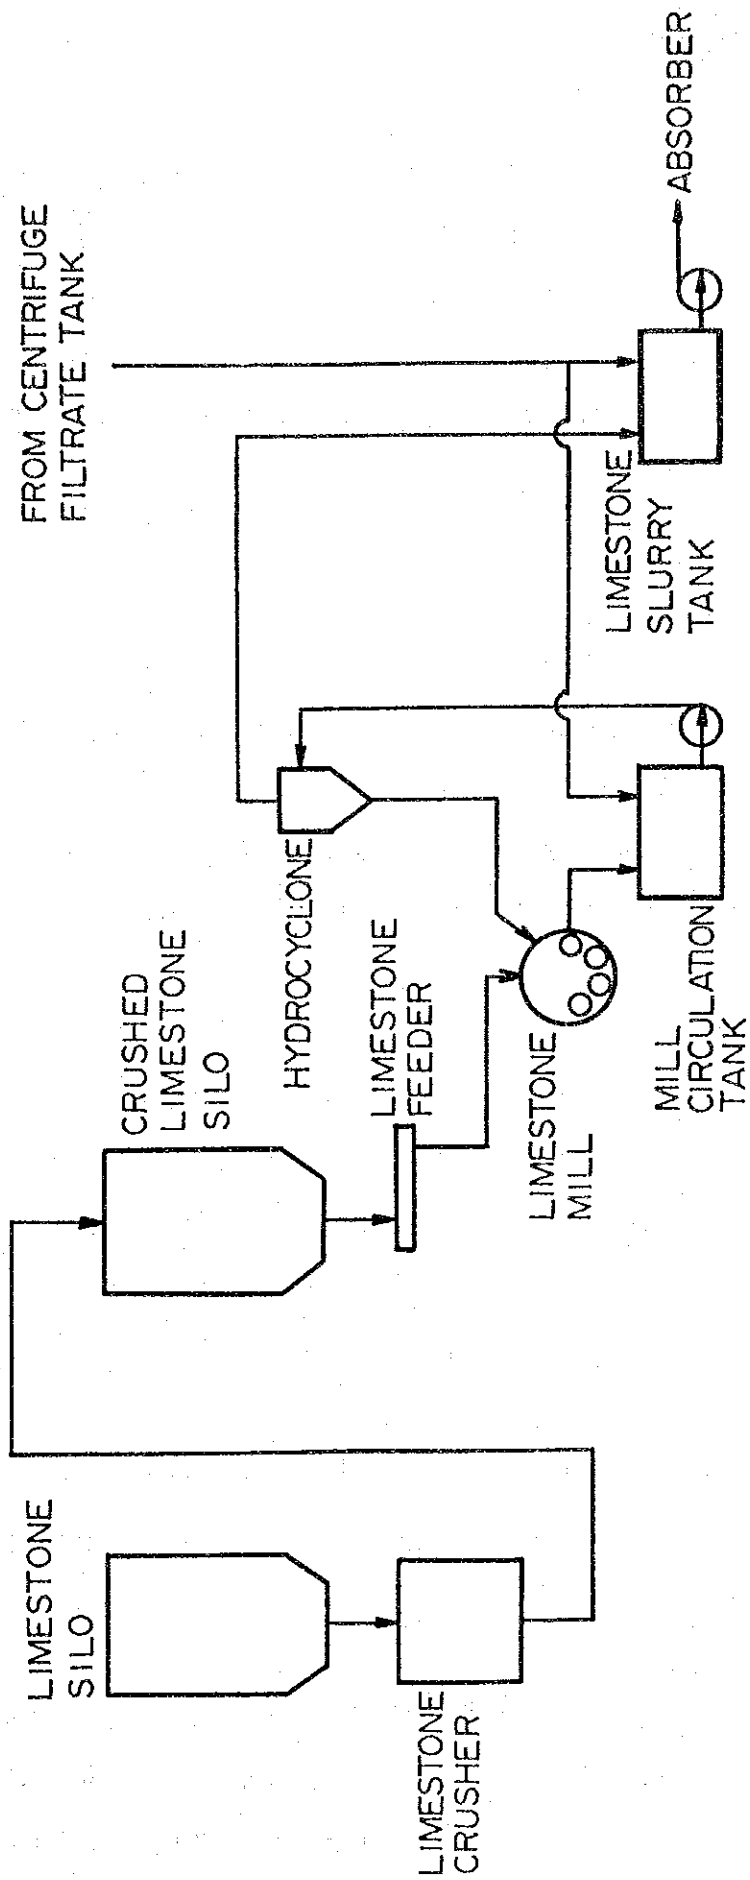 LIMESTONE
SILO
LIMESTONE
CRUSHER
CRUSHED
LIMESTONE
SILO
LIMESTONE
FEEDER
HYDROCYCLONE
LIMESTONE
MILL
MILL
CIRCULATION
TANK
FROM CENTRIFUGE
FILTRATE TANK
LIMESTONE
SLURRY
TANK
ABSORBER